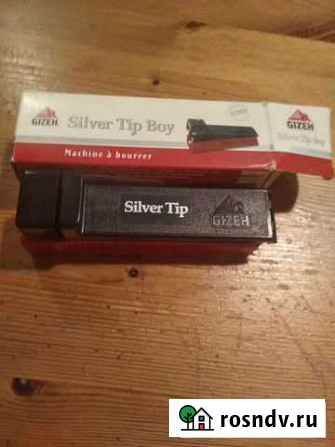 GIZEH
Silver Tip Boy
Machine à bourrer
GIZEH
Silver Tip Boy
Silver Tip
GIZEH
rosndv.ru